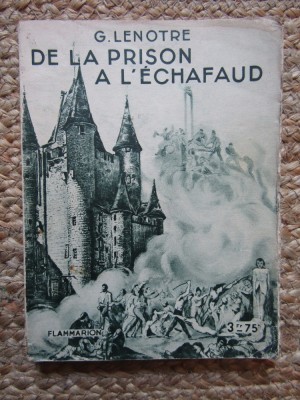 G. LENOTRE
DE LA PRISON
A L'ÉCHAFAUD
FLAMMARION
3 Fr 75